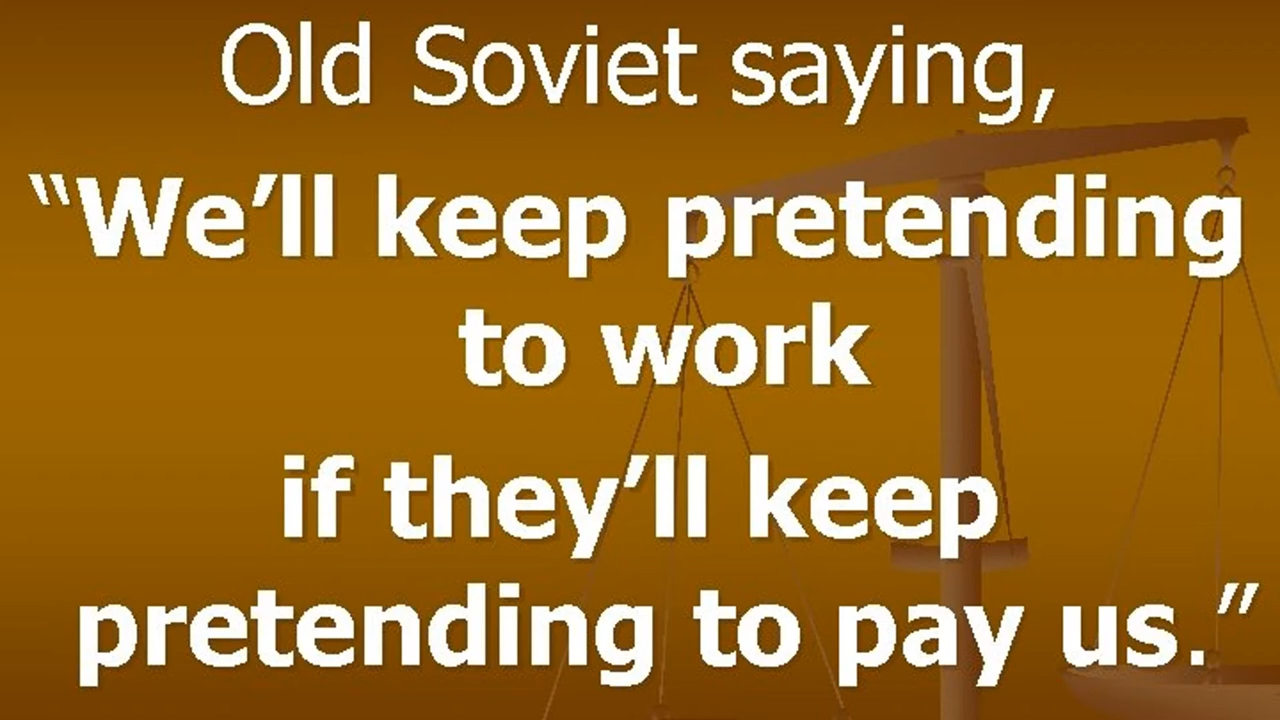 Old Soviet saying,
“We’ll keep pretending
to work
if they’ll keep
pretending to pay us.”